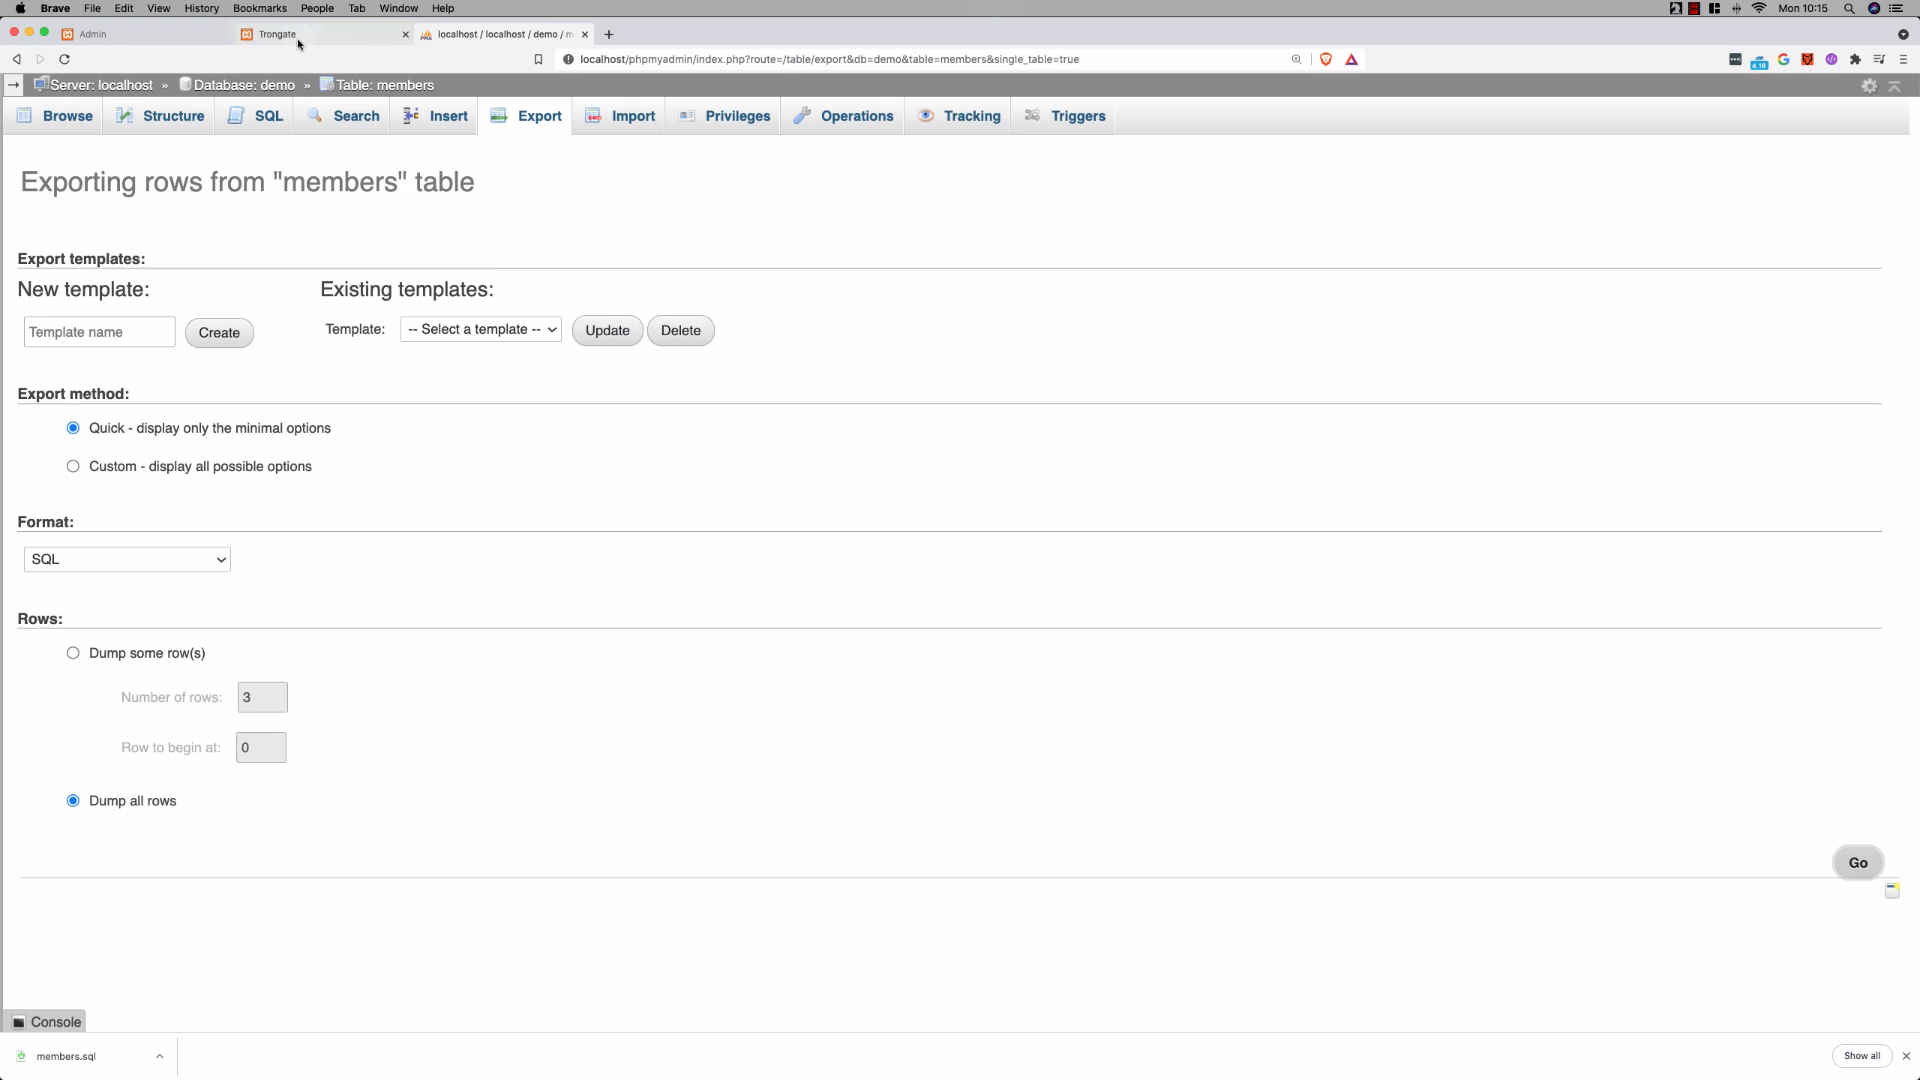 Brave File Edit View History Bookmarks People Tab Window Help Mon 10:15
Admin Trongate localhost / localhost / demo / m
localhost/phpmyadmin/index.php?route=/table/export&db=demo&table=members&single_table=true 4.18
Server: localhost » Database: demo » Table: members
Browse Structure SQL Search Insert Export Import Privileges Operations Tracking Triggers
Exporting rows from "members" table
Export templates:
New template: Existing templates:
Template name Create Template: -- Select a template -- Update Delete
Export method:
Quick - display only the minimal options
Custom - display all possible options
Format:
SQL
Rows:
Dump some row(s)
Number of rows: 3
Row to begin at: 0
Dump all rows
Go
Console
members.sql Show all